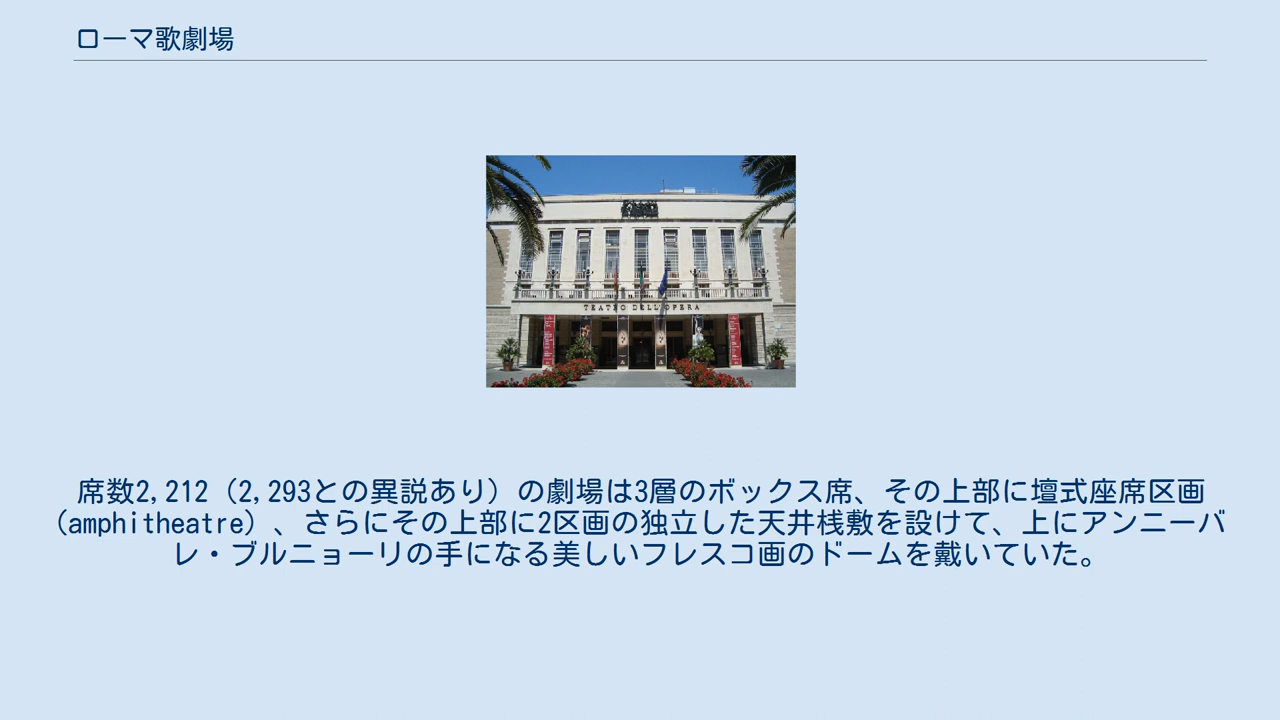 ローマ歌劇場
TEATRO DELL'OPERA
席数2,212（2,293との異説あり）の劇場は3層のボックス席、その上部に壇式座席区画
（amphitheatre）、さらにその上部に2区画の独立した天井桟敷を設けて、上にアンニーバ
レ・ブルニョーリの手になる美しいフレスコ画のドームを戴いていた。